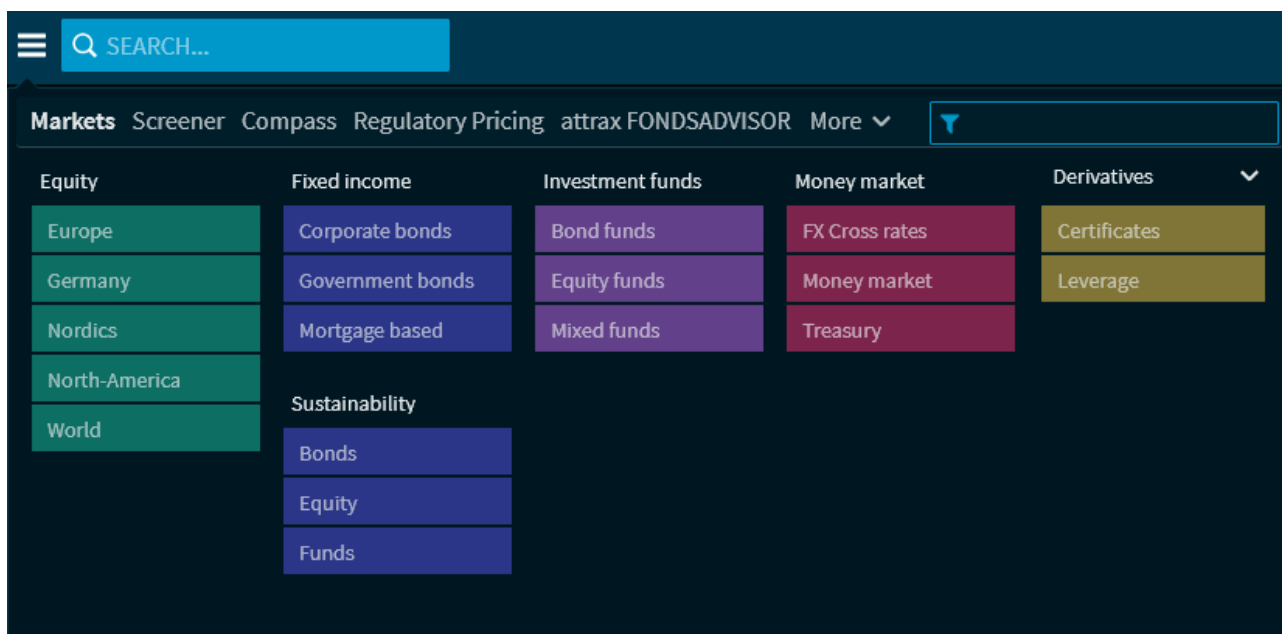 SEARCH...
Markets Screener Compass Regulatory Pricing attrax FONDSADVISOR More
Equity
Europe
Germany
Nordics
North-America
World
Fixed income
Corporate bonds
Government bonds
Mortgage based
Sustainability
Bonds
Equity
Funds
Investment funds
Bond funds
Equity funds
Mixed funds
Money market
FX Cross rates
Money market
Treasury
Derivatives
Certificates
Leverage